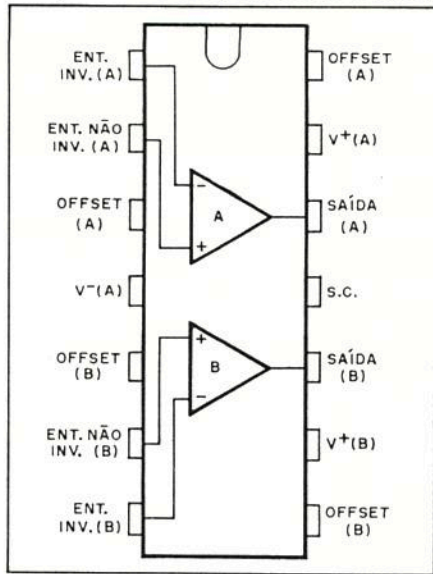 ENT.
INV.(A)
OFFSET
(A)
ENT. NÃO
INV.(A)
V+(A)
-
A
+
OFFSET
(A)
SAÍDA
(A)
V-(A)
S.C.
+
B
-
OFFSET
(B)
SAÍDA
(B)
ENT. NÃO
INV. (B)
V+(B)
ENT.
INV.(B)
OFFSET
(B)